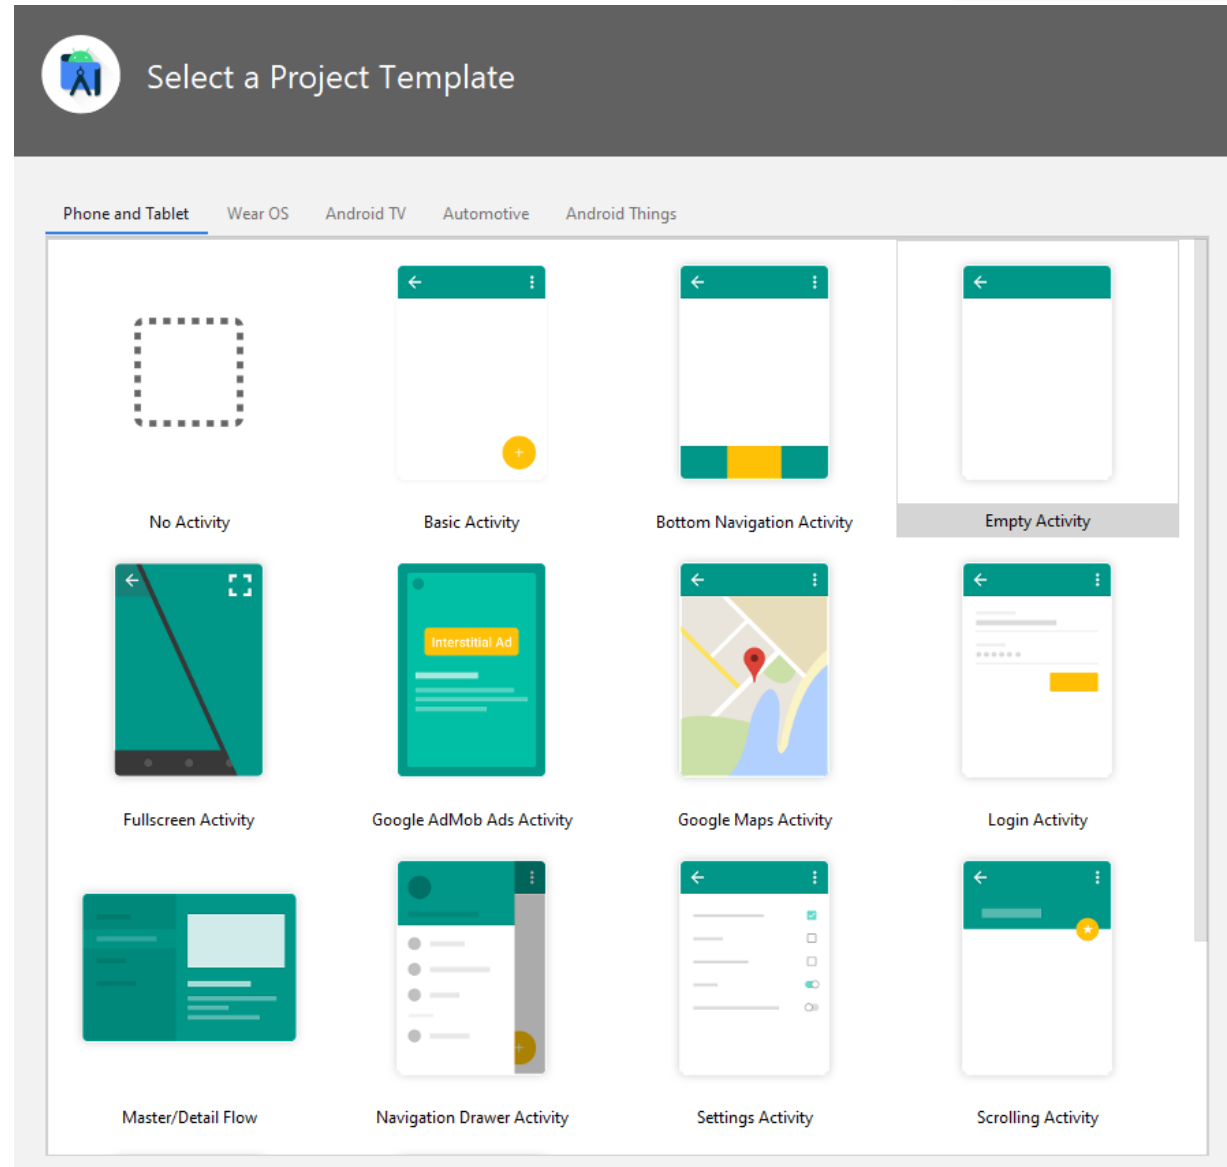 Select a Project Template
Phone and Tablet Wear OS Android TV Automotive Android Things
No Activity Basic Activity Bottom Navigation Activity Empty Activity
Interstitial Ad
Fullscreen Activity Google AdMob Ads Activity Google Maps Activity Login Activity
Master/Detail Flow Navigation Drawer Activity Settings Activity Scrolling Activity